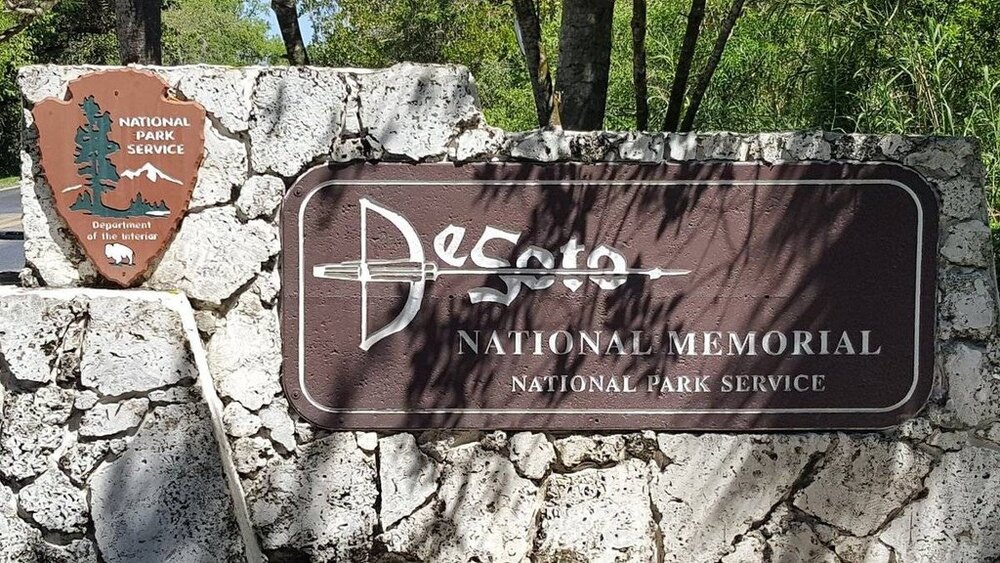 NATIONAL
PARK
SERVICE
Department
of the Interior
DeSoto
NATIONAL MEMORIAL
NATIONAL PARK SERVICE